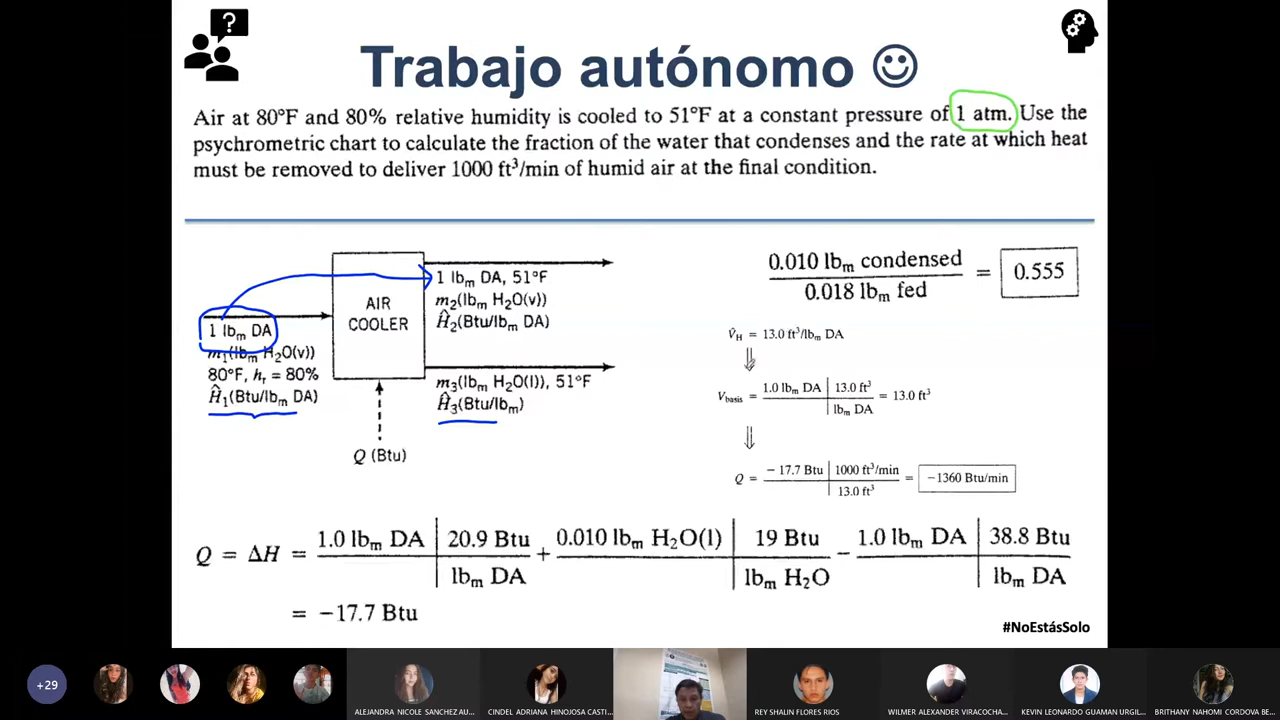 ?
Trabajo autónomo
Air at 80°F and 80% relative humidity is cooled to 51°F at a constant pressure of 1 atm. Use the
psychrometric chart to calculate the fraction of the water that condenses and the rate at which heat
must be removed to deliver 1000 ft³/min of humid air at the final condition.
1 lbₘ DA
m₁(lbₘ H₂O(v))
80°F, hᵣ = 80%
Ĥ₁(Btu/lbₘ DA)
AIR
COOLER
Q (Btu)
1 lbₘ DA, 51°F
m₂(lbₘ H₂O(v))
Ĥ₂(Btu/lbₘ DA)
m₃(lbₘ H₂O(l)), 51°F
Ĥ₃(Btu/lbₘ)
0.010 lbₘ condensed
0.018 lbₘ fed
= 0.555
V̂_H = 13.0 ft³/lbₘ DA
⇓
V_basis = 1.0 lbₘ DA | 13.0 ft³ = 13.0 ft³
lbₘ DA
⇓
Q = − 17.7 Btu | 1000 ft³/min = −1360 Btu/min
13.0 ft³
Q = ΔH = 1.0 lbₘ DA | 20.9 Btu + 0.010 lbₘ H₂O(l) | 19 Btu − 1.0 lbₘ DA | 38.8 Btu
lbₘ DA lbₘ H₂O lbₘ DA
= −17.7 Btu
#NoEstásSolo
+29
ALEJANDRA NICOLE SANCHEZ AU...
CINDEL ADRIANA HINOJOSA CASTI...
REY SHALIN FLORES RIOS
WILMER ALEXANDER VIRACOCHA...
KEVIN LEONARDO GUAMAN URGIL...
BRITHANY NAHOMI CORDOVA BE...